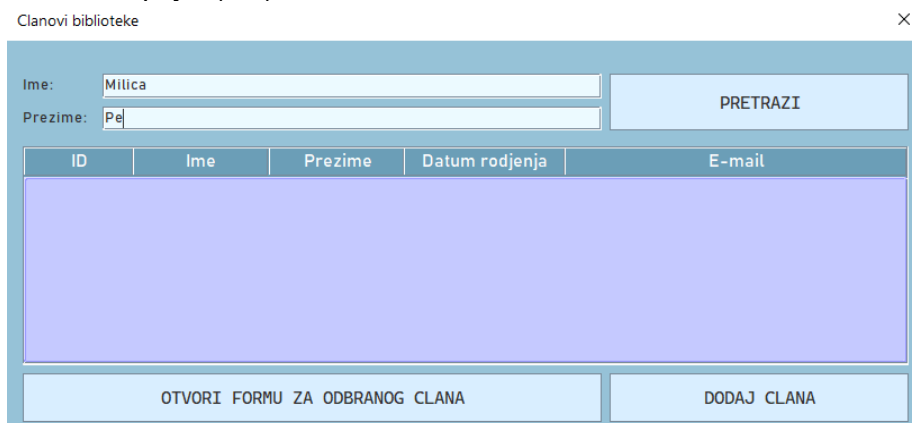 Clanovi biblioteke
Ime: Milica
PRETRAZI
Prezime: Pe
ID Ime Prezime Datum rodjenja E-mail
OTVORI FORMU ZA ODBRANOG CLANA DODAJ CLANA